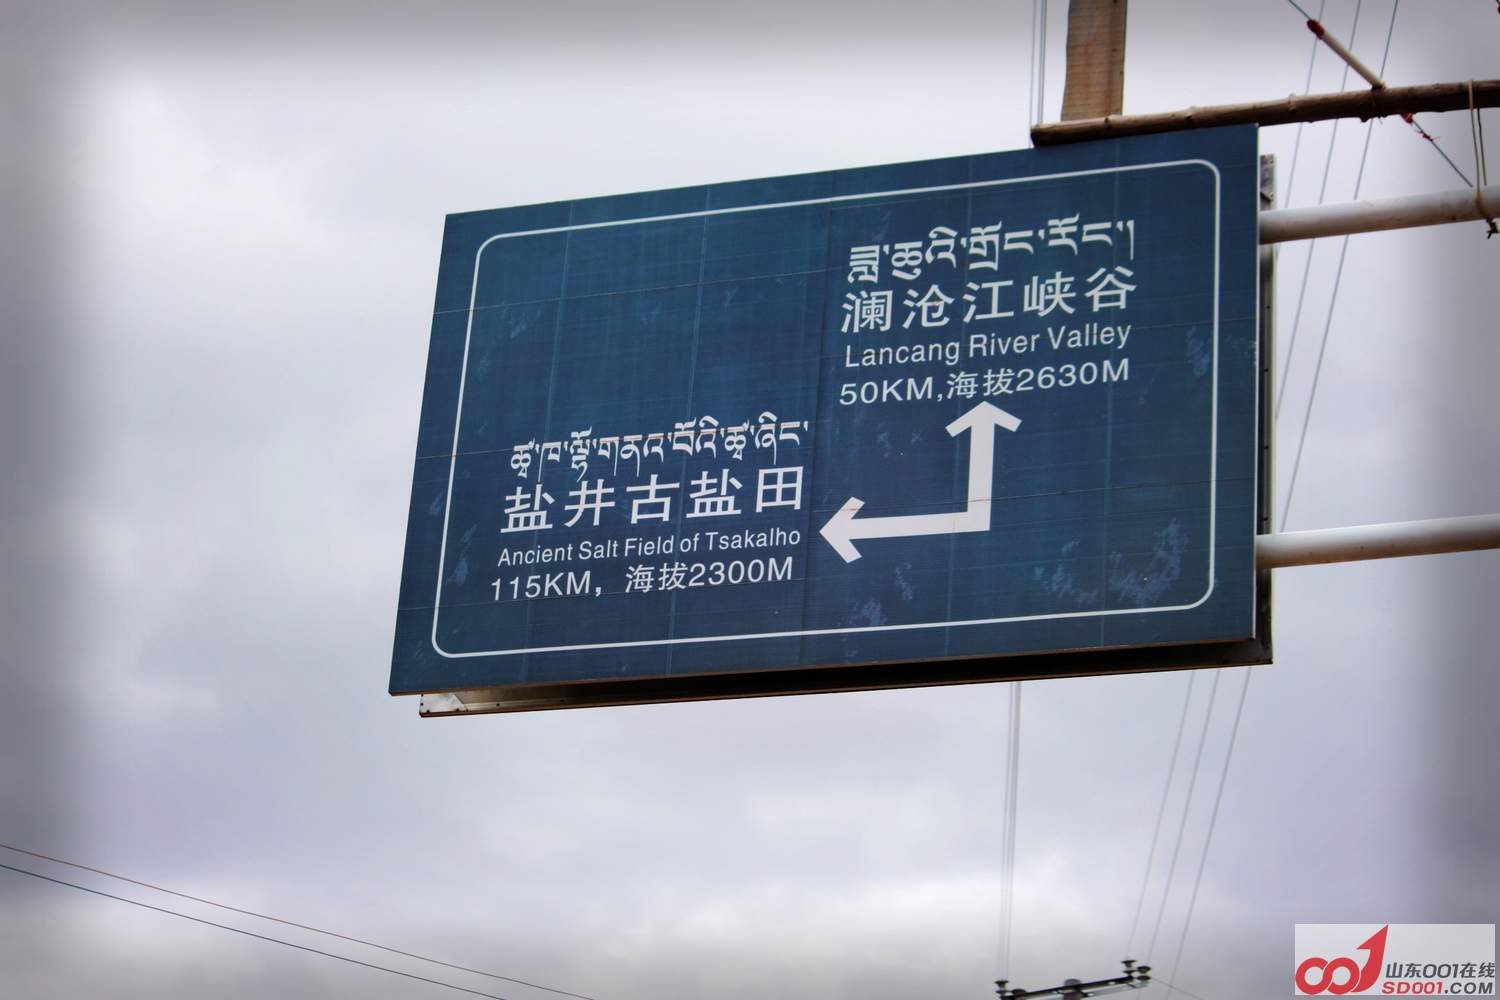 ཟླ་ཆུའི་གྲོང་རོང་།
澜沧江峡谷
Lancang River Valley
50KM,海拔2630M
ཚྭ་ཁ་ལྷོ་གནའ་བོའི་ཚྭ་ཞིང་
盐井古盐田
Ancient Salt Field of Tsakalho
115KM, 海拔2300M
山东001在线
SD001.COM